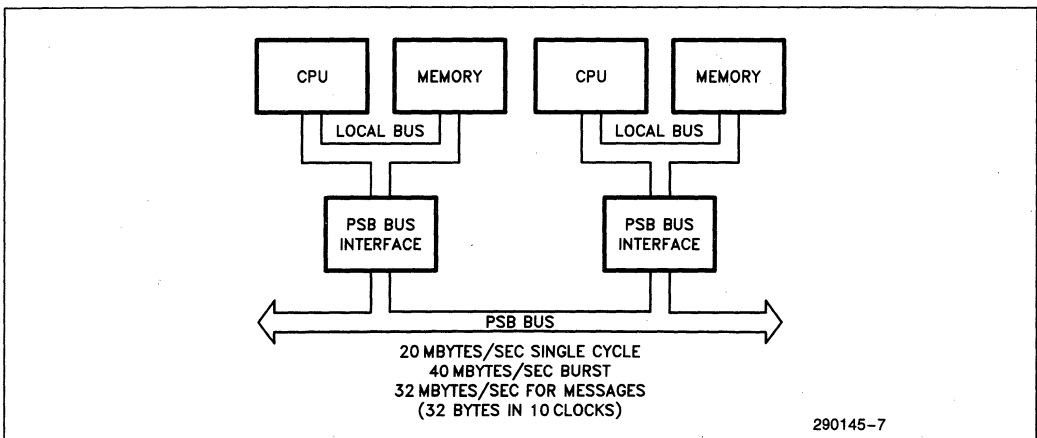 CPU
MEMORY
CPU
MEMORY
LOCAL BUS
LOCAL BUS
PSB BUS
INTERFACE
PSB BUS
INTERFACE
PSB BUS
20 MBYTES/SEC SINGLE CYCLE
40 MBYTES/SEC BURST
32 MBYTES/SEC FOR MESSAGES
(32 BYTES IN 10 CLOCKS)
290145-7